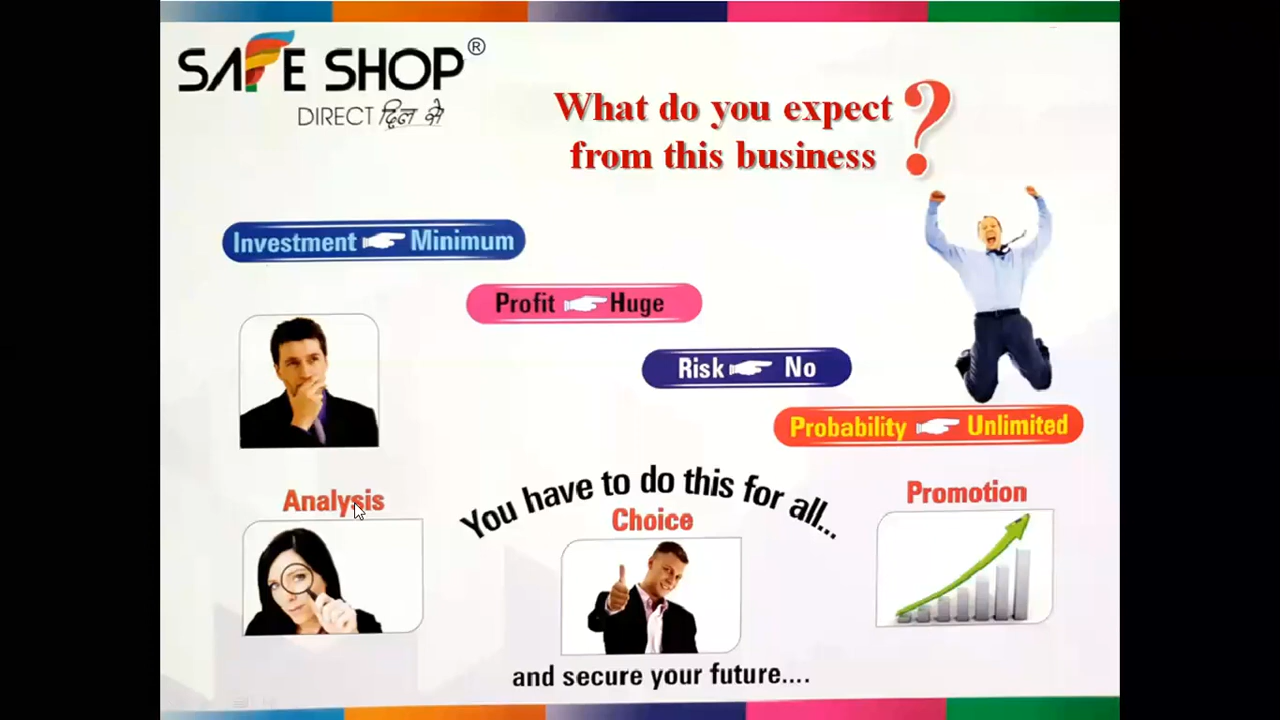 SAFE SHOP®
DIRECT दिल से
What do you expect
from this business
?
Investment Minimum
Profit Huge
Risk No
Probability Unlimited
You have to do this for all...
Analysis
Choice
Promotion
and secure your future....